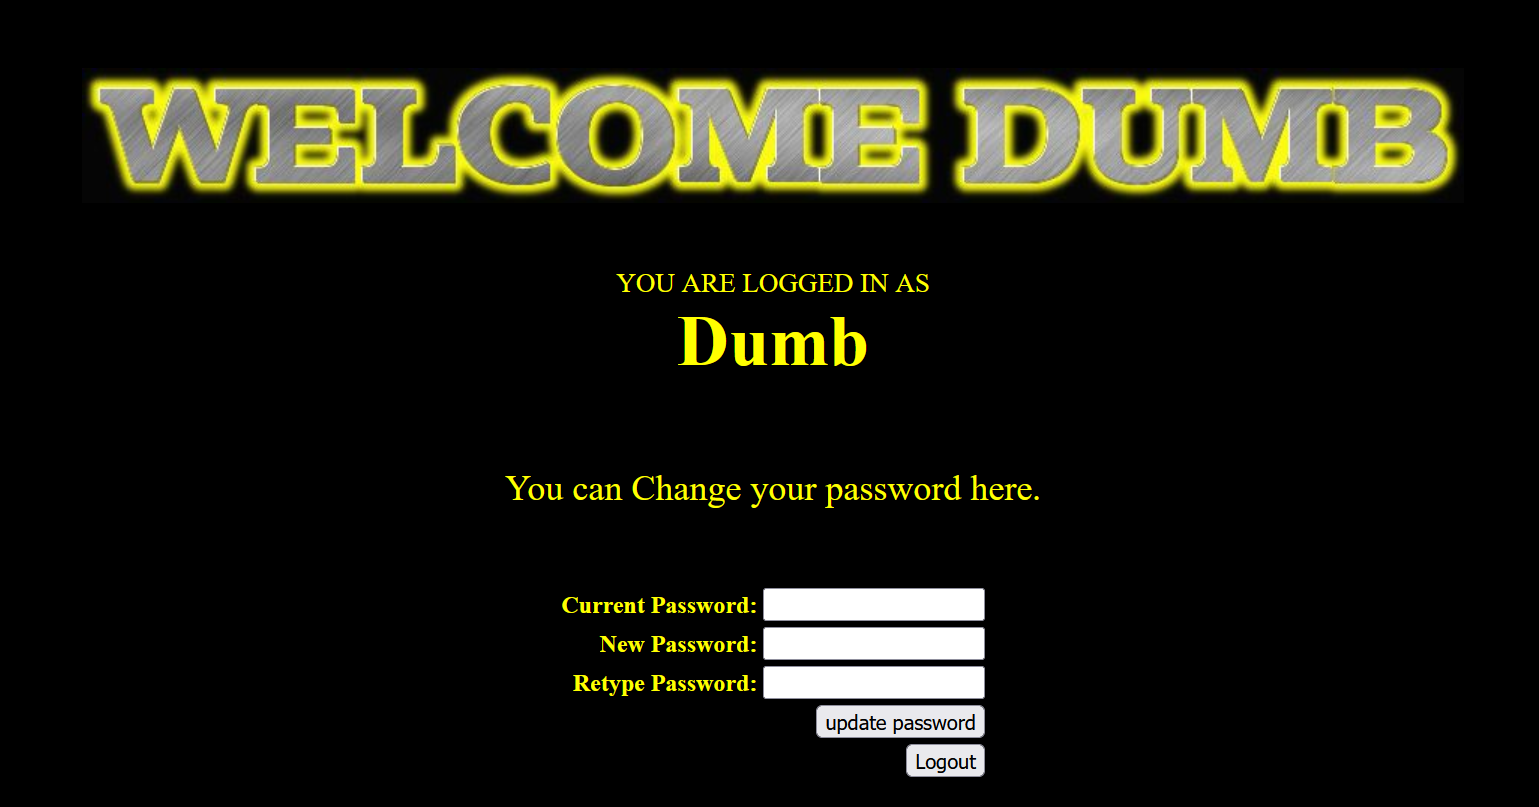 WELCOME DUMB
YOU ARE LOGGED IN AS
Dumb
You can Change your password here.
Current Password:
New Password:
Retype Password:
update password
Logout